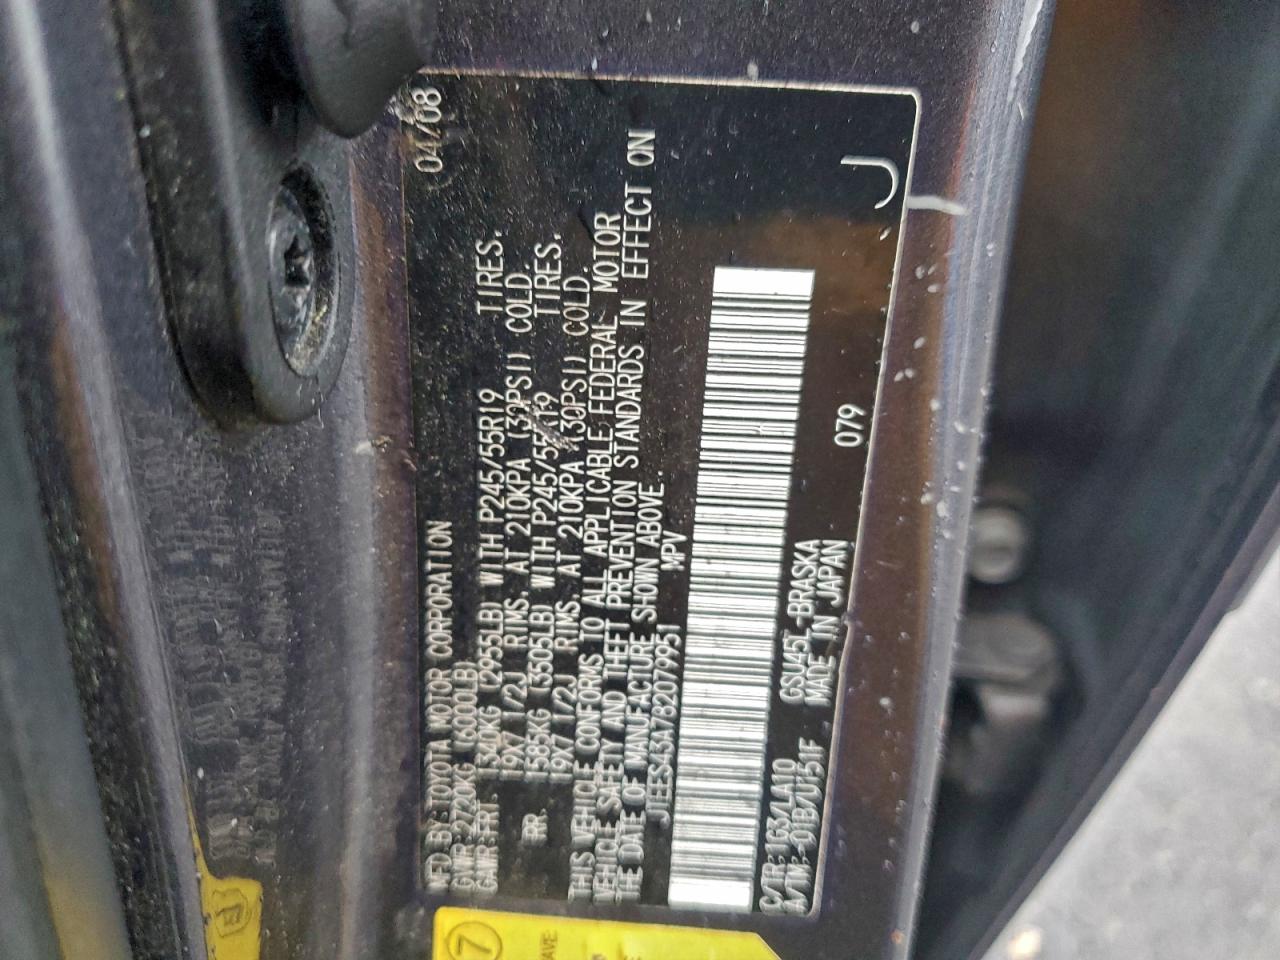 MFD BY: TOYOTA MOTOR CORPORATION 04/08
GVWR: 2720KG (6000LB)
GAWR: FRT 1340KG (2955LB) WITH P245/55R19 TIRES,
19X7 1/2J RIMS, AT 210KPA (30PSI) COLD.
RR. 1585KG (3505LB) WITH P245/55R19 TIRES.
19X7 1/2J RIMS, AT 210KPA (30PSI) COLD.
THIS VEHICLE CONFORMS TO ALL APPLICABLE FEDERAL MOTOR
VEHICLE SAFETY AND THEFT PREVENTION STANDARDS IN EFFECT ON
THE DATE OF MANUFACTURE SHOWN ABOVE.
JTEES43A782079951 MPV
C/TR: 1G3/LA10 GSU45L-BRASKA
A/TM: -01B/U151F MADE IN JAPAN 079
J
7